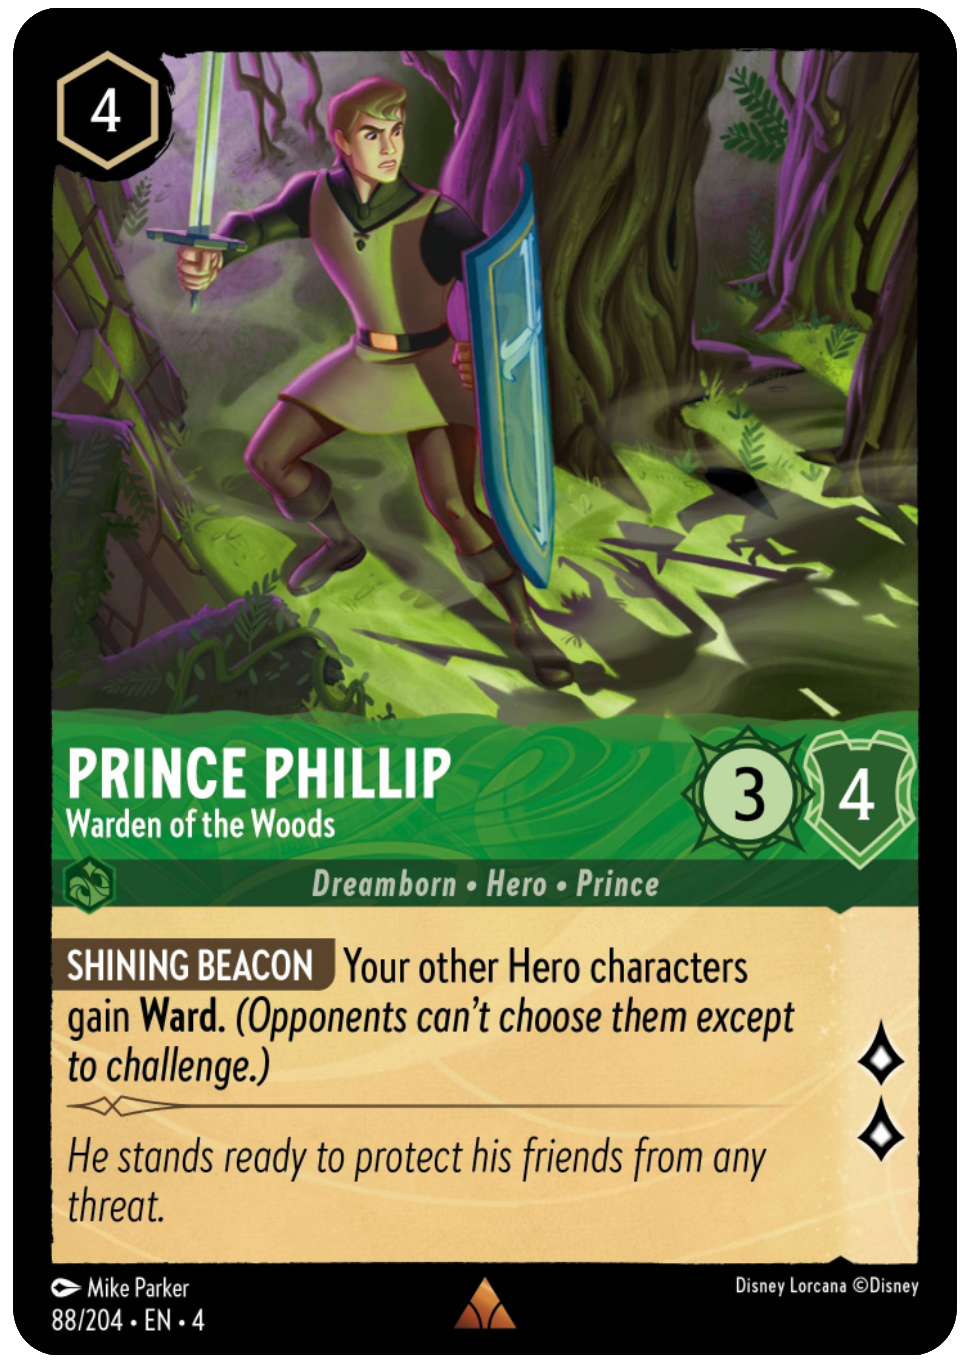 4
PRINCE PHILLIP
Warden of the Woods
3
4
Dreamborn • Hero • Prince
SHINING BEACON Your other Hero characters
gain Ward. (Opponents can't choose them except
to challenge.)
He stands ready to protect his friends from any
threat.
Mike Parker
Disney Lorcana ©Disney
88/204 • EN • 4